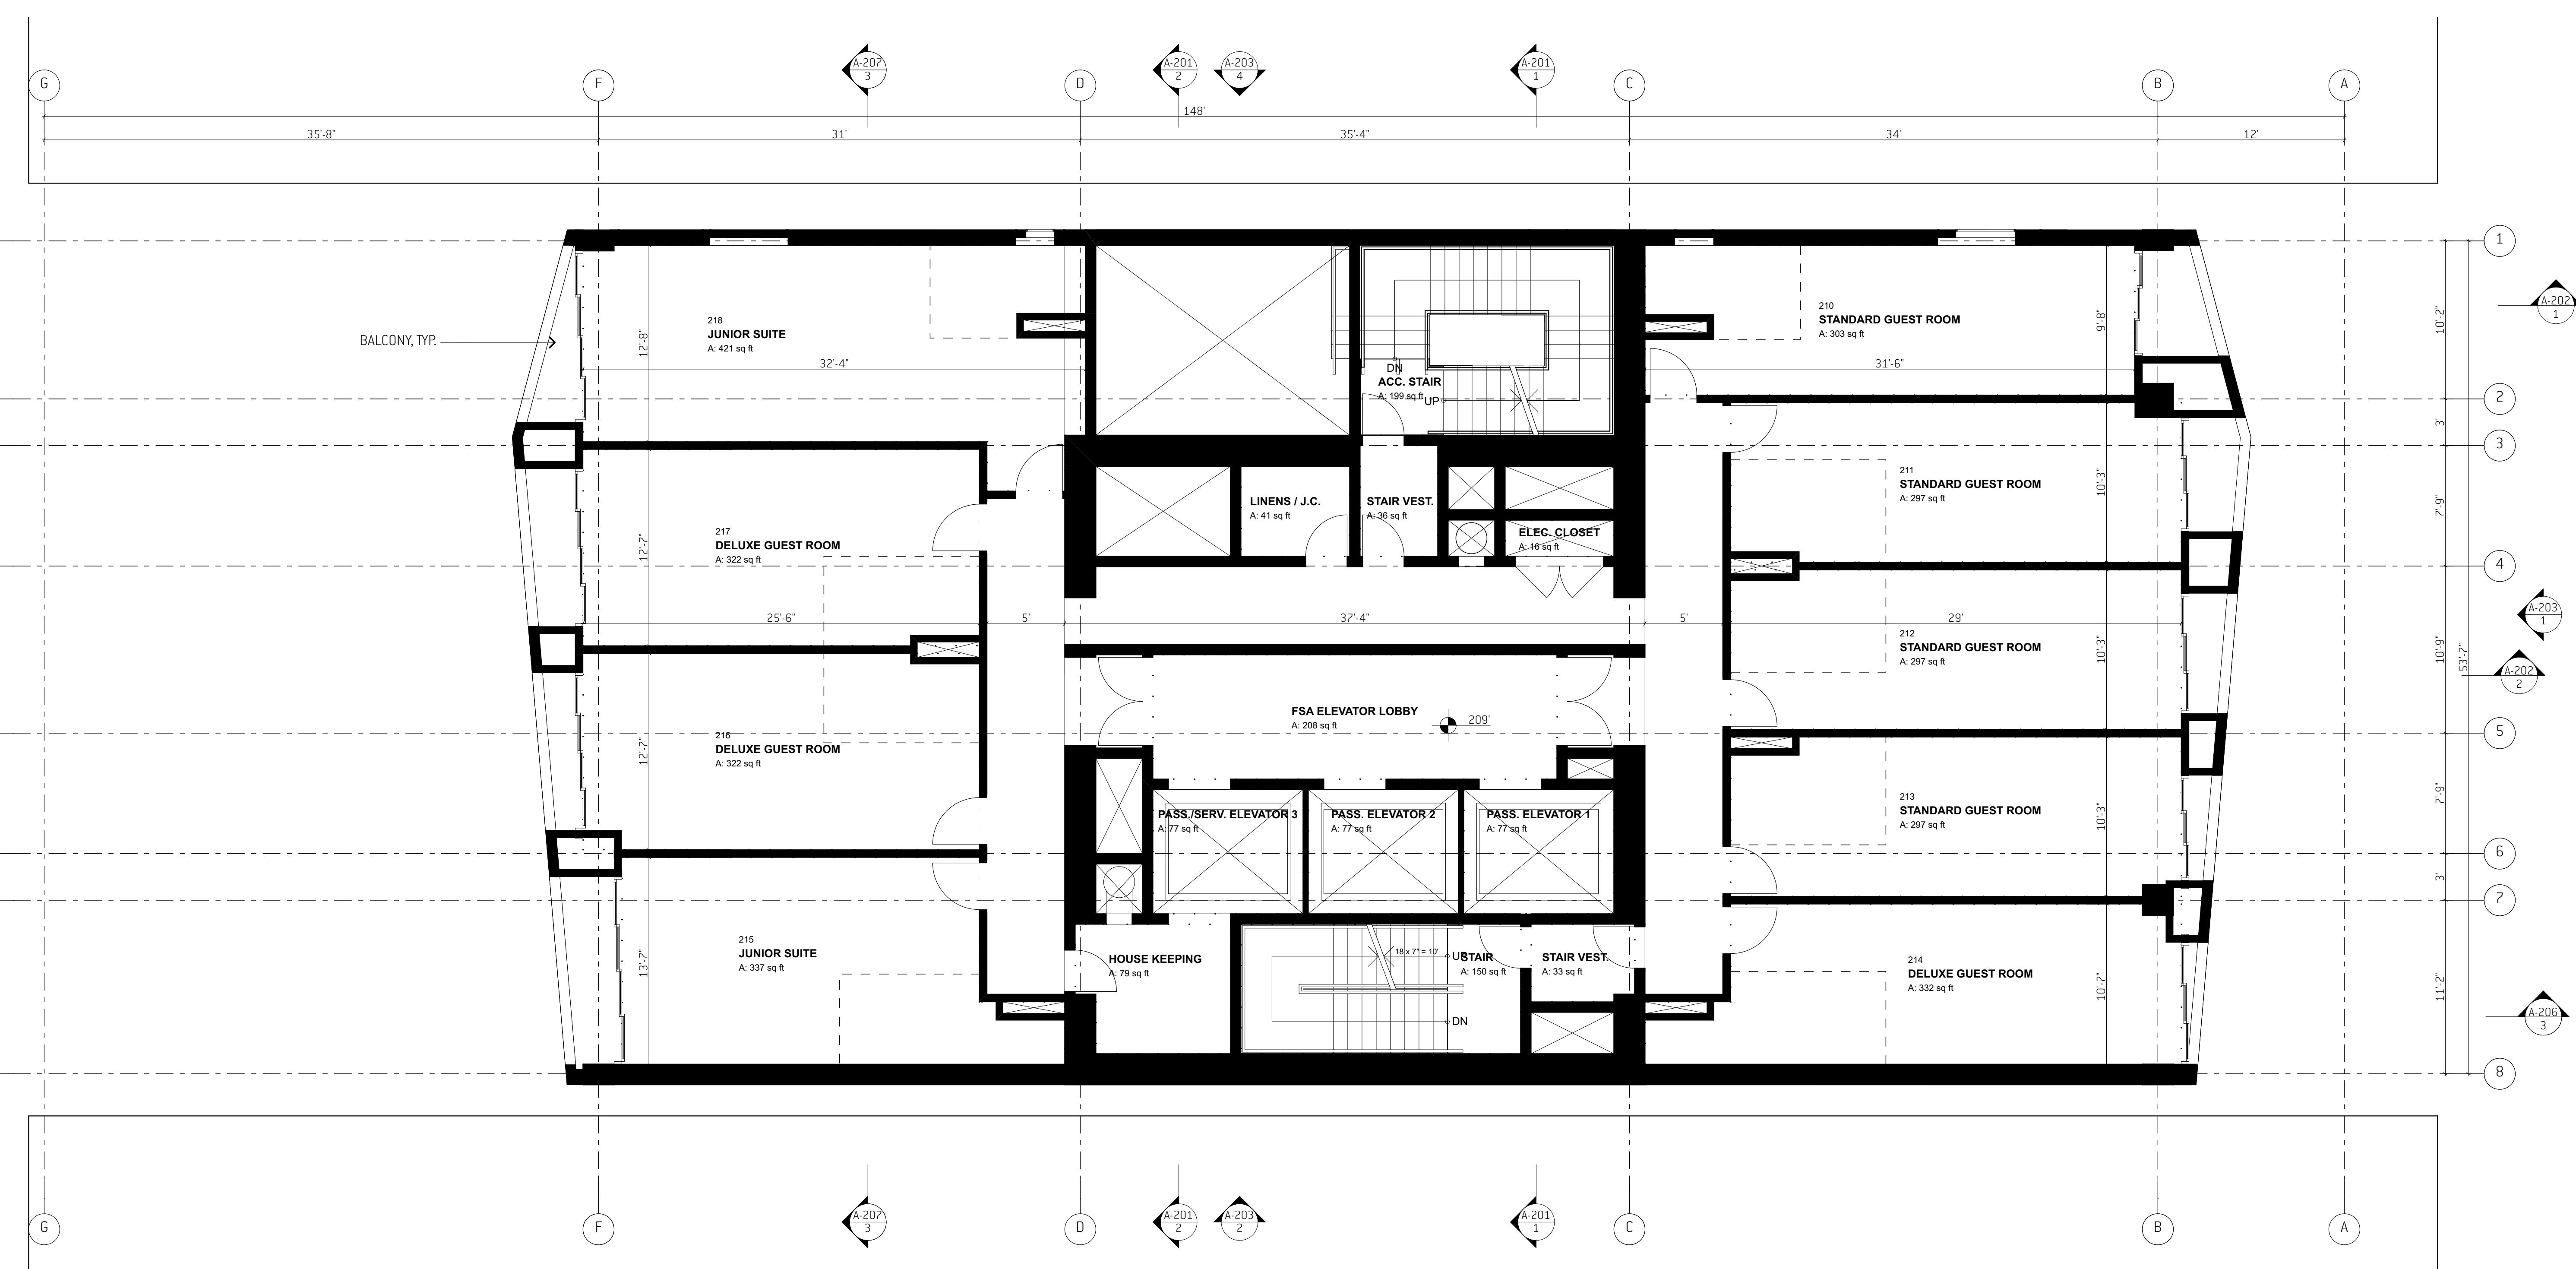 A-207
3
A-201
2
A-203
4
A-201
1
G
F
D
C
B
A
148'
35'-8"
31'
35'-4"
34'
12'
1
2
3
4
5
6
7
8
10'-2"
3'
7'-9"
10'-9"
53'-7"
7'-9"
3'
11'-2"
A-202
1
A-203
1
A-202
2
A-206
3
BALCONY, TYP.
218
JUNIOR SUITE
A: 421 sq ft
12'-8"
32'-4"
DN
ACC. STAIR
A: 199 sq ft
UP
210
STANDARD GUEST ROOM
A: 303 sq ft
9'-8"
31'-6"
217
DELUXE GUEST ROOM
A: 322 sq ft
12'-7"
LINENS / J.C.
A: 41 sq ft
STAIR VEST.
A: 36 sq ft
ELEC. CLOSET
A: 16 sq ft
211
STANDARD GUEST ROOM
A: 297 sq ft
10'-3"
25'-6"
5'
37'-4"
5'
29'
212
STANDARD GUEST ROOM
A: 297 sq ft
10'-3"
216
DELUXE GUEST ROOM
A: 322 sq ft
12'-7"
FSA ELEVATOR LOBBY
A: 208 sq ft
209'
PASS./SERV. ELEVATOR 3
A: 77 sq ft
PASS. ELEVATOR 2
A: 77 sq ft
PASS. ELEVATOR 1
A: 77 sq ft
213
STANDARD GUEST ROOM
A: 297 sq ft
10'-3"
215
JUNIOR SUITE
A: 337 sq ft
13'-7"
HOUSE KEEPING
A: 79 sq ft
18 x 7" = 10'
UP
STAIR
A: 150 sq ft
DN
STAIR VEST.
A: 33 sq ft
214
DELUXE GUEST ROOM
A: 332 sq ft
10'-7"
A-207
3
A-201
2
A-203
2
A-201
1
G
F
D
C
B
A